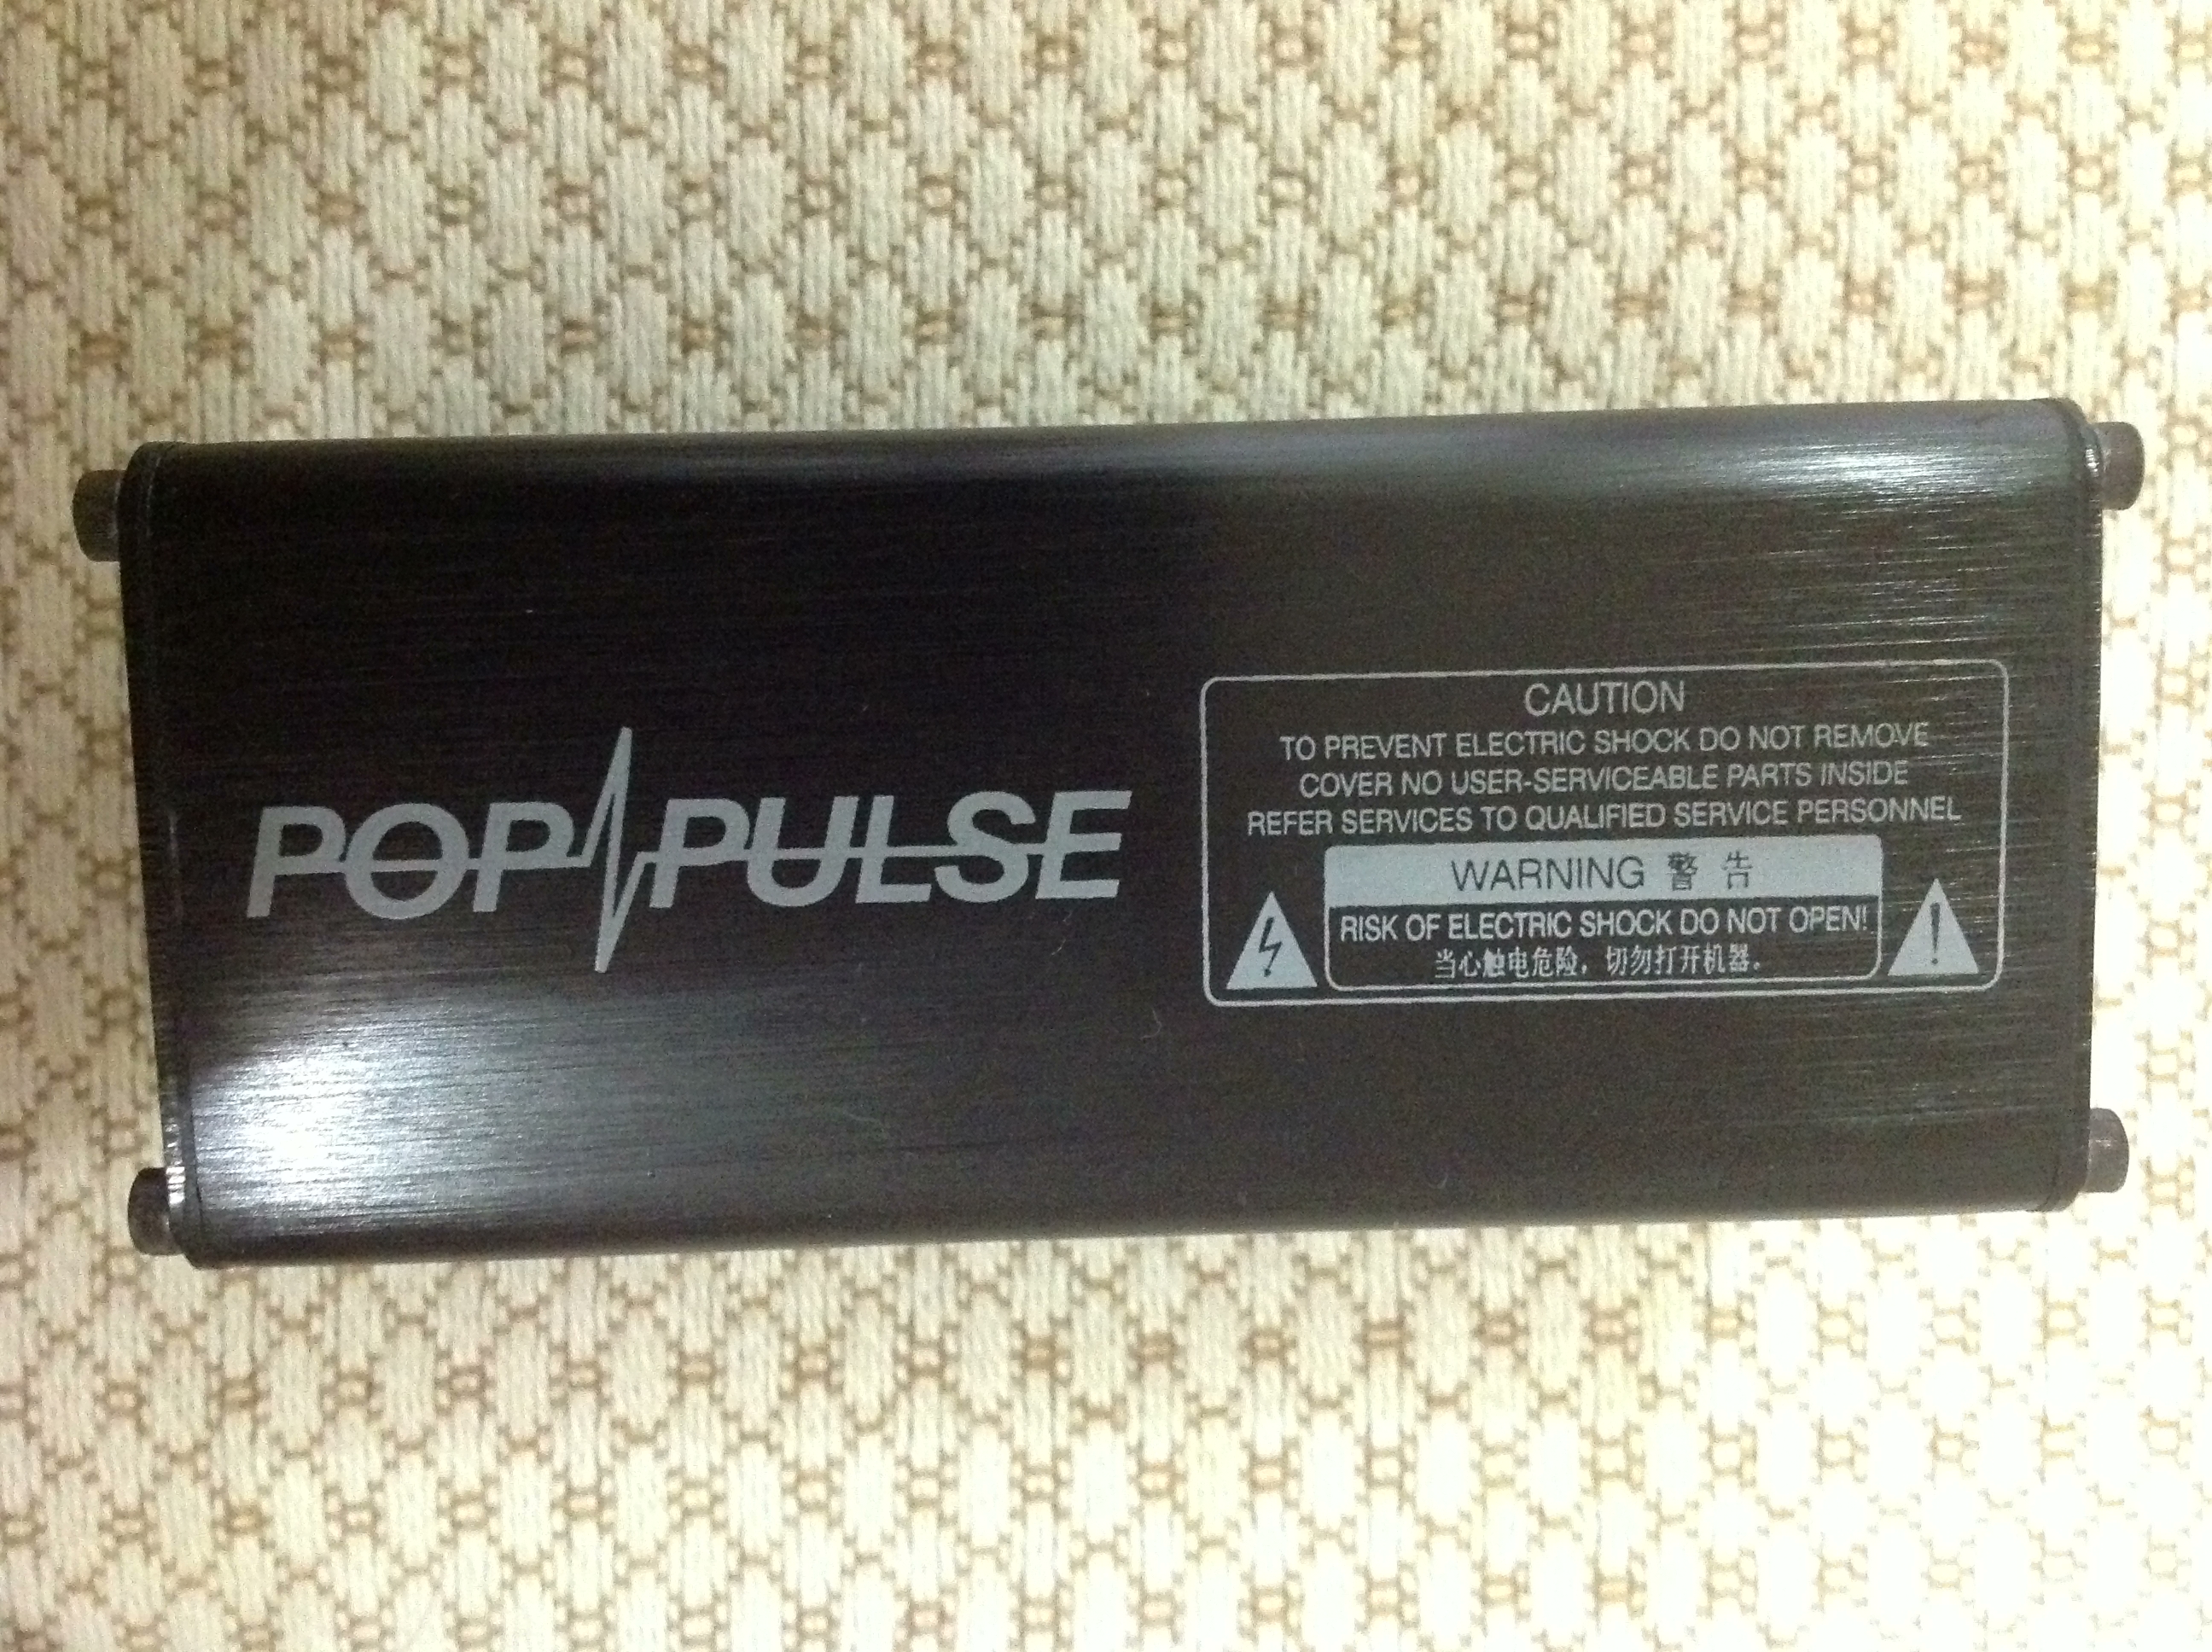 POP PULSE
CAUTION
TO PREVENT ELECTRIC SHOCK DO NOT REMOVE
COVER NO USER-SERVICEABLE PARTS INSIDE
REFER SERVICES TO QUALIFIED SERVICE PERSONNEL
WARNING 警告
RISK OF ELECTRIC SHOCK DO NOT OPEN!
当心触电危险，切勿打开机器。